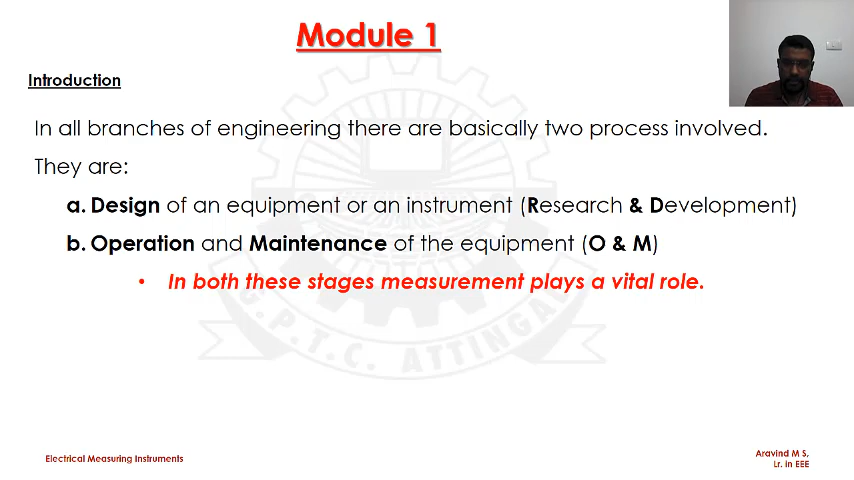 Module 1
Introduction
In all branches of engineering there are basically two process involved.
They are:
a. Design of an equipment or an instrument (Research & Development)
b. Operation and Maintenance of the equipment (O & M)
• In both these stages measurement plays a vital role.
G.P.T.C. ATTINGAL
Electrical Measuring Instruments
Aravind M S,
Lr. in EEE